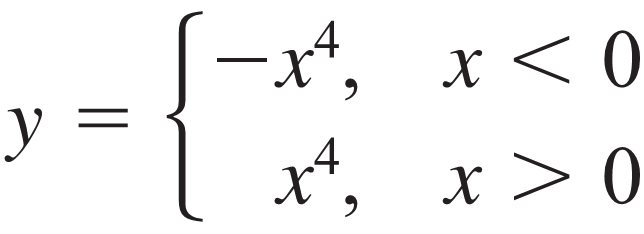 y = { −x⁴, x < 0
x⁴, x > 0